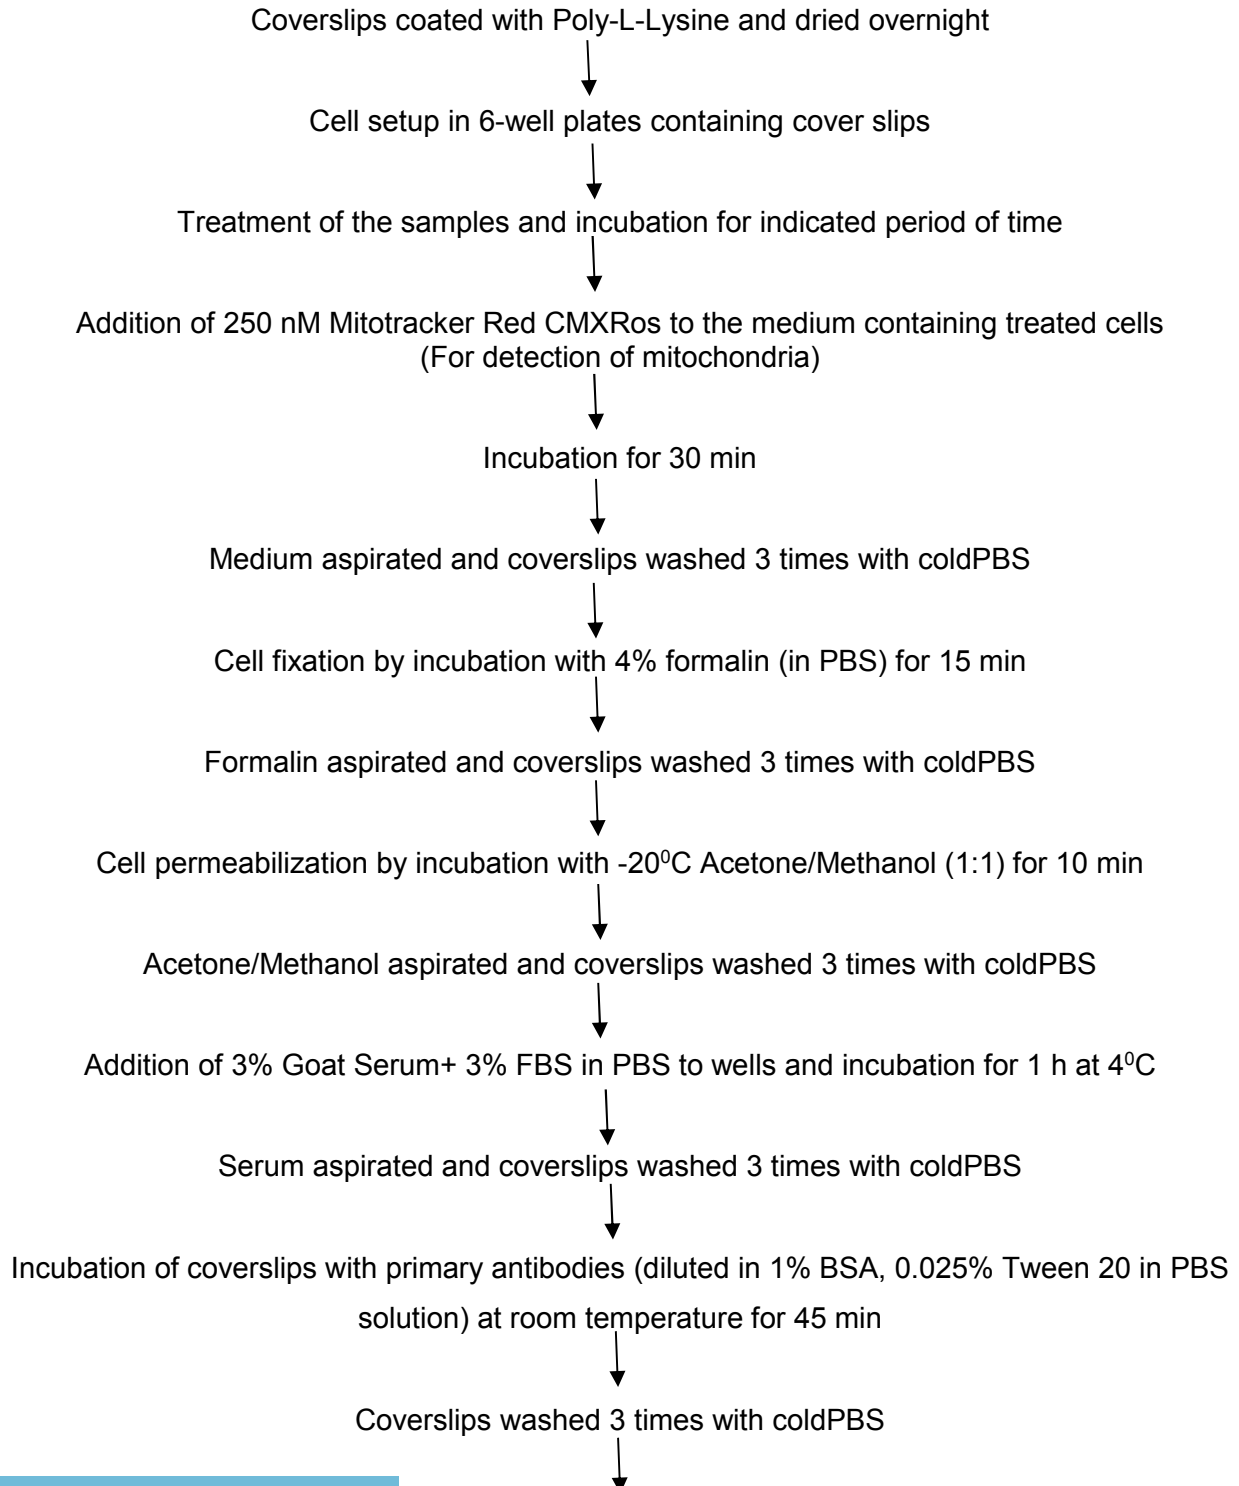 Coverslips coated with Poly-L-Lysine and dried overnight
Cell setup in 6-well plates containing cover slips
Treatment of the samples and incubation for indicated period of time
Addition of 250 nM Mitotracker Red CMXRos to the medium containing treated cells
(For detection of mitochondria)
Incubation for 30 min
Medium aspirated and coverslips washed 3 times with coldPBS
Cell fixation by incubation with 4% formalin (in PBS) for 15 min
Formalin aspirated and coverslips washed 3 times with coldPBS
Cell permeabilization by incubation with -20⁰C Acetone/Methanol (1:1) for 10 min
Acetone/Methanol aspirated and coverslips washed 3 times with coldPBS
Addition of 3% Goat Serum+ 3% FBS in PBS to wells and incubation for 1 h at 4⁰C
Serum aspirated and coverslips washed 3 times with coldPBS
Incubation of coverslips with primary antibodies (diluted in 1% BSA, 0.025% Tween 20 in PBS
solution) at room temperature for 45 min
Coverslips washed 3 times with coldPBS